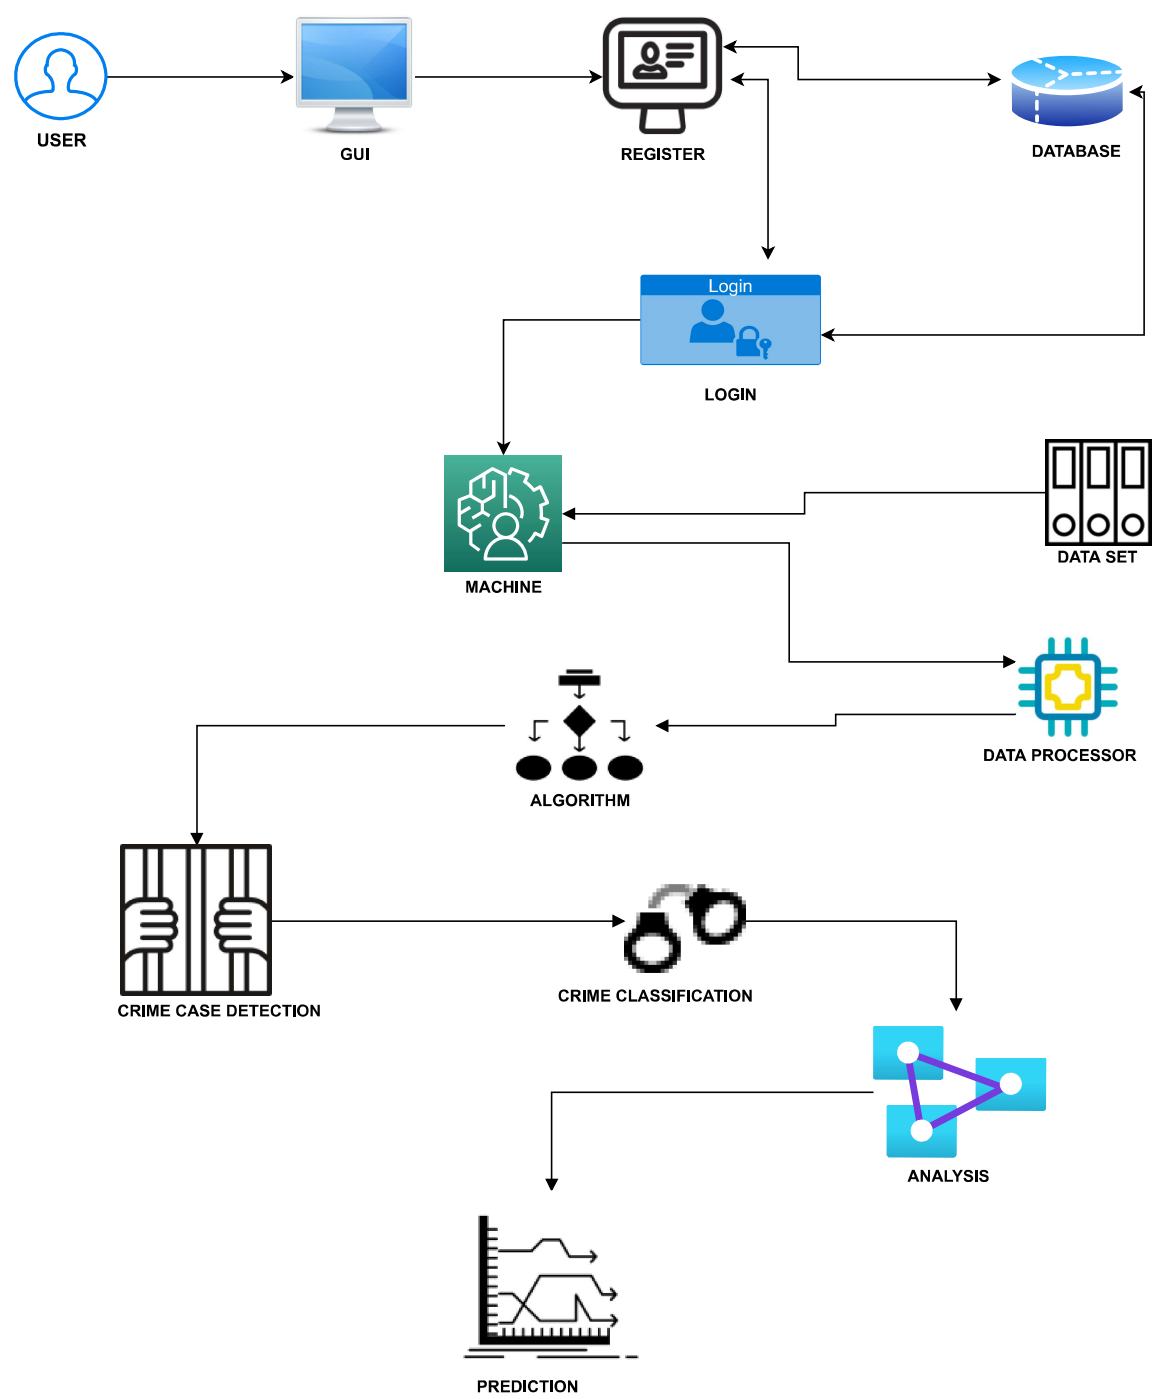 USER
GUI
REGISTER
DATABASE
Login
LOGIN
MACHINE
DATA SET
DATA PROCESSOR
ALGORITHM
CRIME CASE DETECTION
CRIME CLASSIFICATION
ANALYSIS
PREDICTION